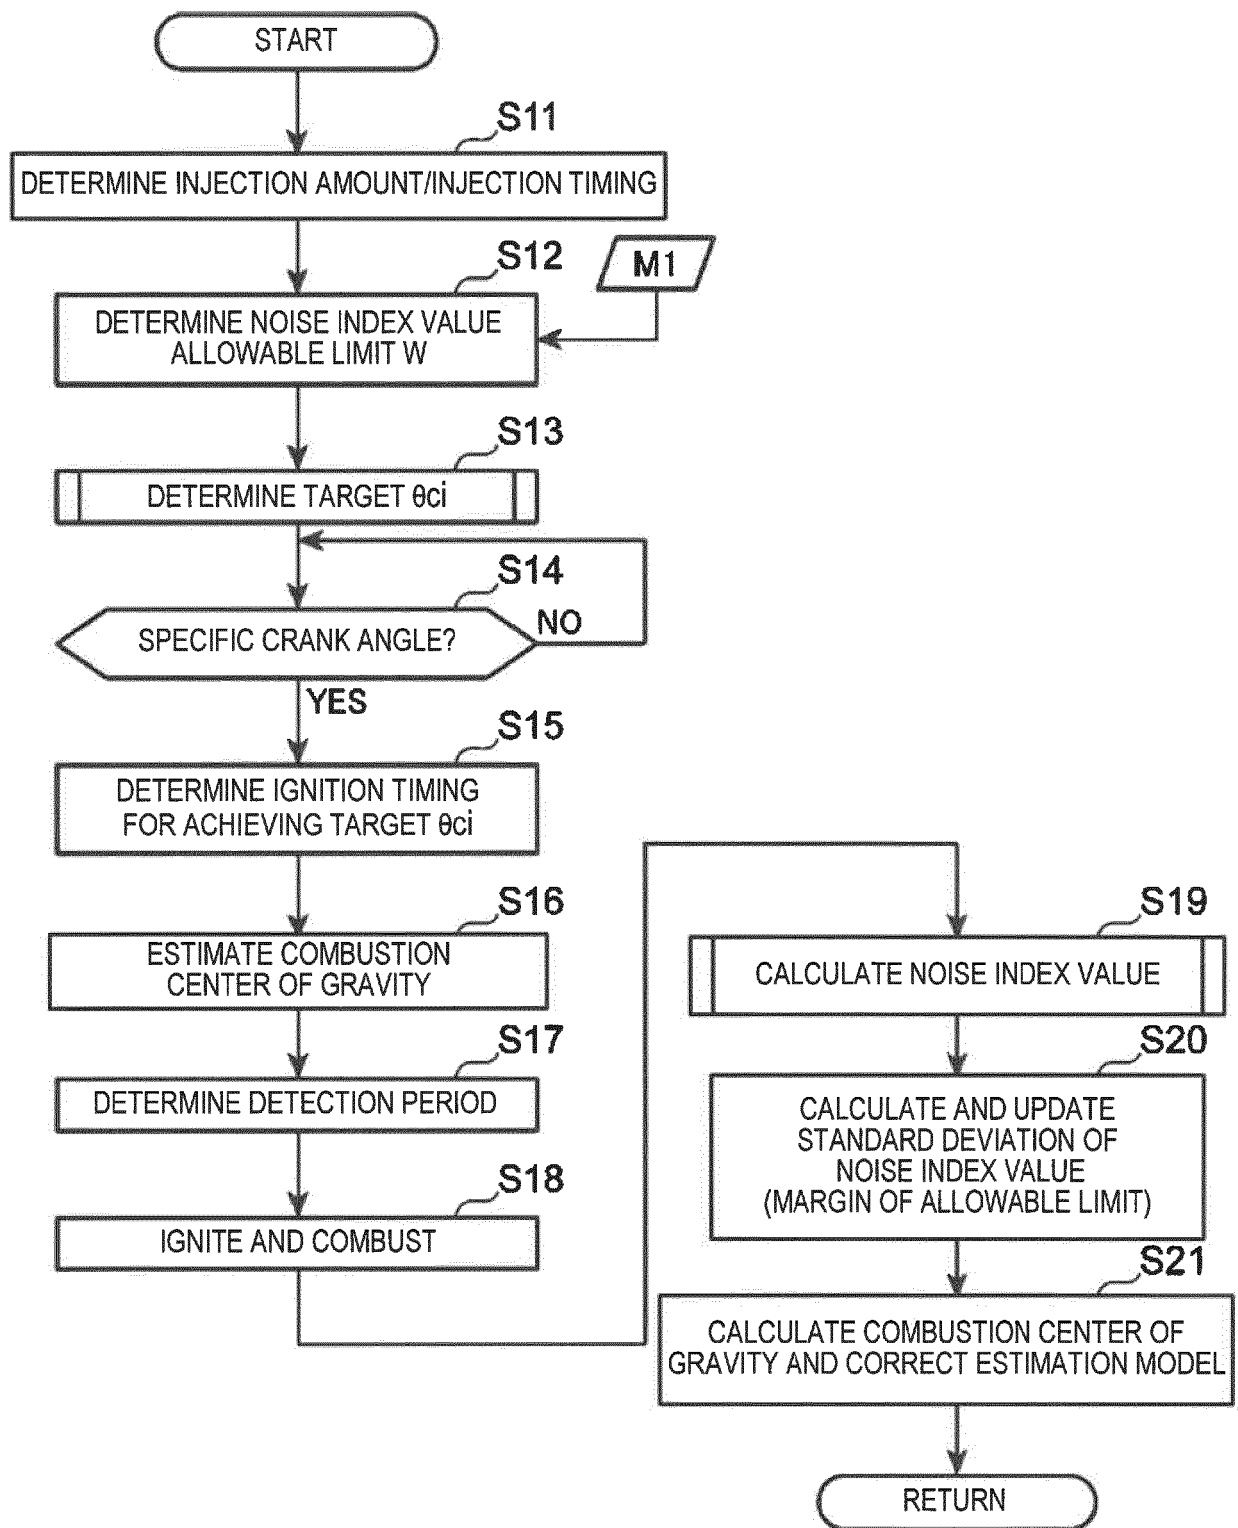 START
S11
DETERMINE INJECTION AMOUNT/INJECTION TIMING
S12
M1
DETERMINE NOISE INDEX VALUE
ALLOWABLE LIMIT W
S13
DETERMINE TARGET θci
S14
SPECIFIC CRANK ANGLE?
NO
YES
S15
DETERMINE IGNITION TIMING
FOR ACHIEVING TARGET θci
S16
ESTIMATE COMBUSTION
CENTER OF GRAVITY
S17
DETERMINE DETECTION PERIOD
S18
IGNITE AND COMBUST
S19
CALCULATE NOISE INDEX VALUE
S20
CALCULATE AND UPDATE
STANDARD DEVIATION OF
NOISE INDEX VALUE
(MARGIN OF ALLOWABLE LIMIT)
S21
CALCULATE COMBUSTION CENTER OF
GRAVITY AND CORRECT ESTIMATION MODEL
RETURN